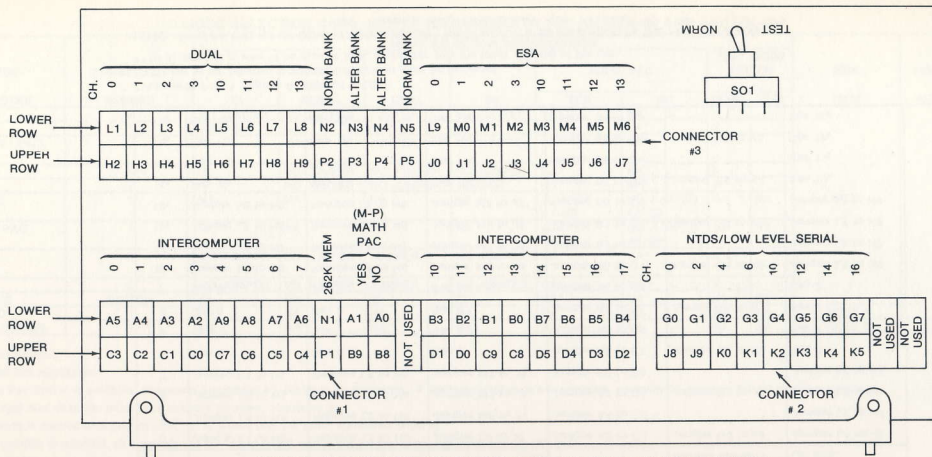 DUAL
NORM BANK
ALTER BANK
ALTER BANK
NORM BANK
ESA
NORM
TEST
SO1
CH. 0 1 2 3 10 11 12 13
0 1 2 3 10 11 12 13
LOWER ROW
L1 L2 L3 L4 L5 L6 L7 L8 N2 N3 N4 N5 L9 M0 M1 M2 M3 M4 M5 M6
UPPER ROW
H2 H3 H4 H5 H6 H7 H8 H9 P2 P3 P4 P5 J0 J1 J2 J3 J4 J5 J6 J7
CONNECTOR
#3
INTERCOMPUTER
262K MEM
(M-P)
MATH
PAC
YES
NO
INTERCOMPUTER
NTDS/LOW LEVEL SERIAL
0 1 2 3 4 5 6 7
10 11 12 13 14 15 16 17
CH. 0 2 4 6 10 12 14 16
LOWER ROW
A5 A4 A3 A2 A9 A8 A7 A6 N1 A1 A0 NOT USED B3 B2 B1 B0 B7 B6 B5 B4
G0 G1 G2 G3 G4 G5 G6 G7 NOT USED NOT USED
UPPER ROW
C3 C2 C1 C0 C7 C6 C5 C4 P1 B9 B8 D1 D0 C9 C8 D5 D4 D3 D2
J8 J9 K0 K1 K2 K3 K4 K5
CONNECTOR
#1
CONNECTOR
# 2